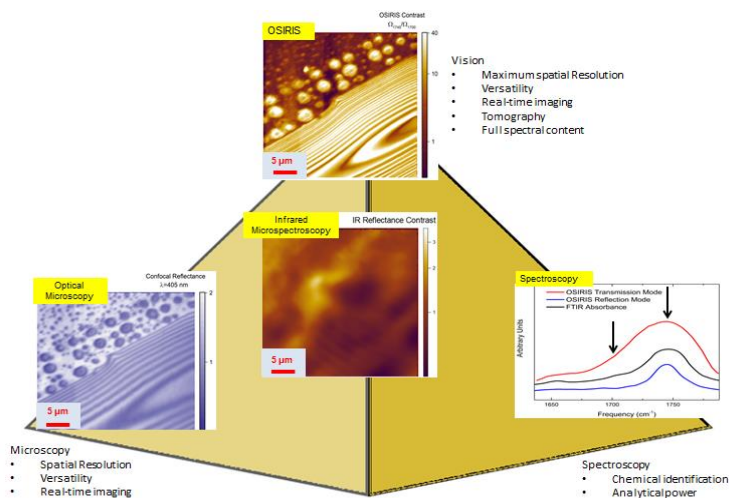 OSIRIS
OSIRIS Contrast
40
10
1
5 µm
Vision
• Maximum spatial Resolution
• Versatility
• Real-time imaging
• Tomography
• Full spectral content
Infrared
Microspectroscopy
IR Reflectance Contrast
3
2
1
5 µm
Optical
Microscopy
Confocal Reflectance
λ=405 nm
2
1
5 µm
Spectroscopy
OSIRIS Transmission Mode
OSIRIS Reflection Mode
FTIR Absorbance
Arbitrary Units
1650 1700 1750
Frequency (cm⁻¹)
Microscopy
• Spatial Resolution
• Versatility
• Real-time imaging
Spectroscopy
• Chemical identification
• Analytical power